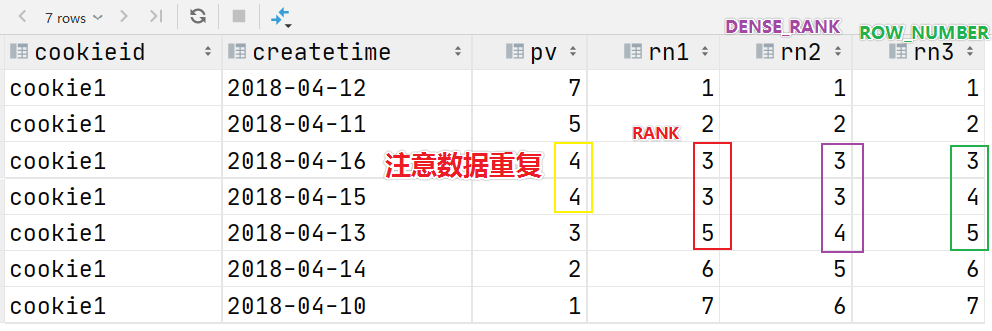 7 rows
DENSE_RANK
ROW_NUMBER
cookieid createtime pv rn1 rn2 rn3
cookie1 2018-04-12 7 1 1 1
cookie1 2018-04-11 5 2 2 2
RANK
注意数据重复
cookie1 2018-04-16 4 3 3 3
cookie1 2018-04-15 4 3 3 4
cookie1 2018-04-13 3 5 4 5
cookie1 2018-04-14 2 6 5 6
cookie1 2018-04-10 1 7 6 7